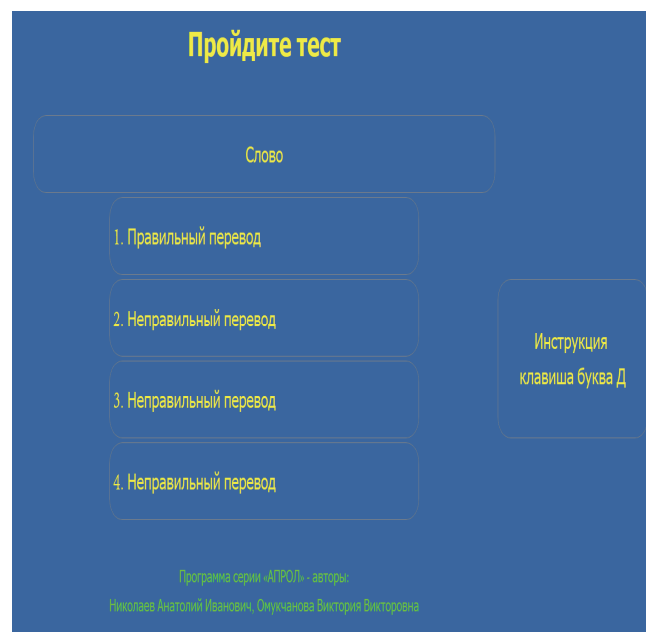 Пройдите тест
Слово
1. Правильный перевод
2. Неправильный перевод
3. Неправильный перевод
4. Неправильный перевод
Инструкция
клавиша буква Д
Программа серии «АПРОЛ» - авторы:
Николаев Анатолий Иванович, Омукчанова Виктория Викторовна